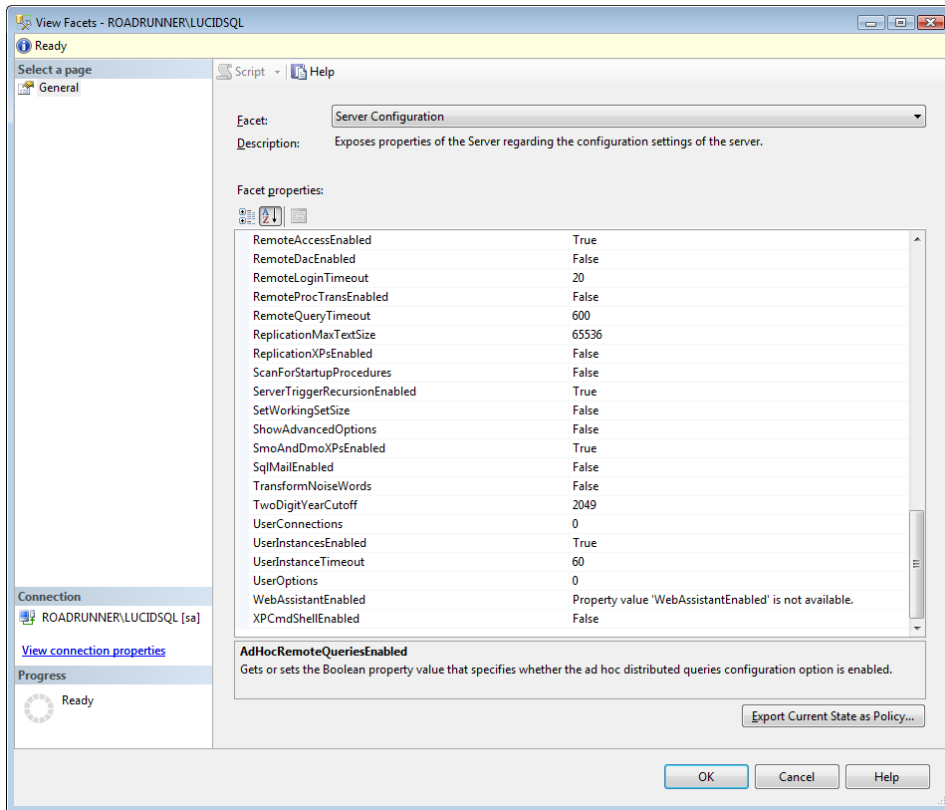 View Facets - ROADRUNNER\LUCIDSQL
Ready
Select a page
General
Script
Help
Facet:
Server Configuration
Description:
Exposes properties of the Server regarding the configuration settings of the server.
Facet properties:
RemoteAccessEnabled True
RemoteDacEnabled False
RemoteLoginTimeout 20
RemoteProcTransEnabled False
RemoteQueryTimeout 600
ReplicationMaxTextSize 65536
ReplicationXPsEnabled False
ScanForStartupProcedures False
ServerTriggerRecursionEnabled True
SetWorkingSetSize False
ShowAdvancedOptions False
SmoAndDmoXPsEnabled True
SqlMailEnabled False
TransformNoiseWords False
TwoDigitYearCutoff 2049
UserConnections 0
UserInstancesEnabled True
UserInstanceTimeout 60
UserOptions 0
WebAssistantEnabled Property value 'WebAssistantEnabled' is not available.
XPCmdShellEnabled False
AdHocRemoteQueriesEnabled
Gets or sets the Boolean property value that specifies whether the ad hoc distributed queries configuration option is enabled.
Connection
ROADRUNNER\LUCIDSQL [sa]
View connection properties
Progress
Ready
Export Current State as Policy...
OK
Cancel
Help